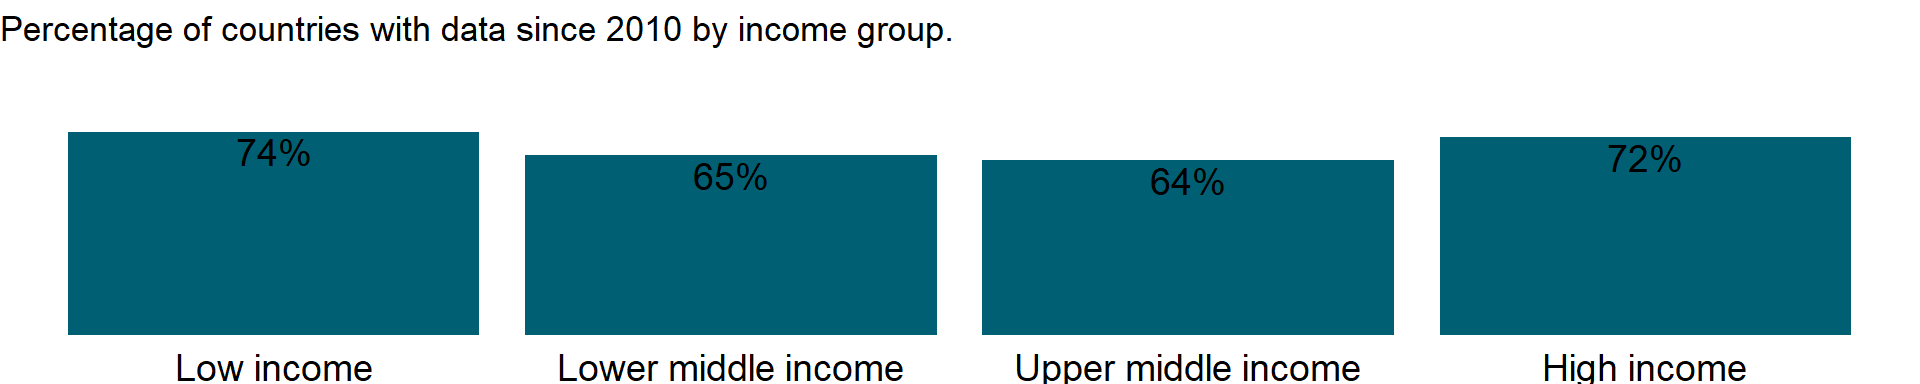 Percentage of countries with data since 2010 by income group.
74%
65%
64%
72%
Low income
Lower middle income
Upper middle income
High income